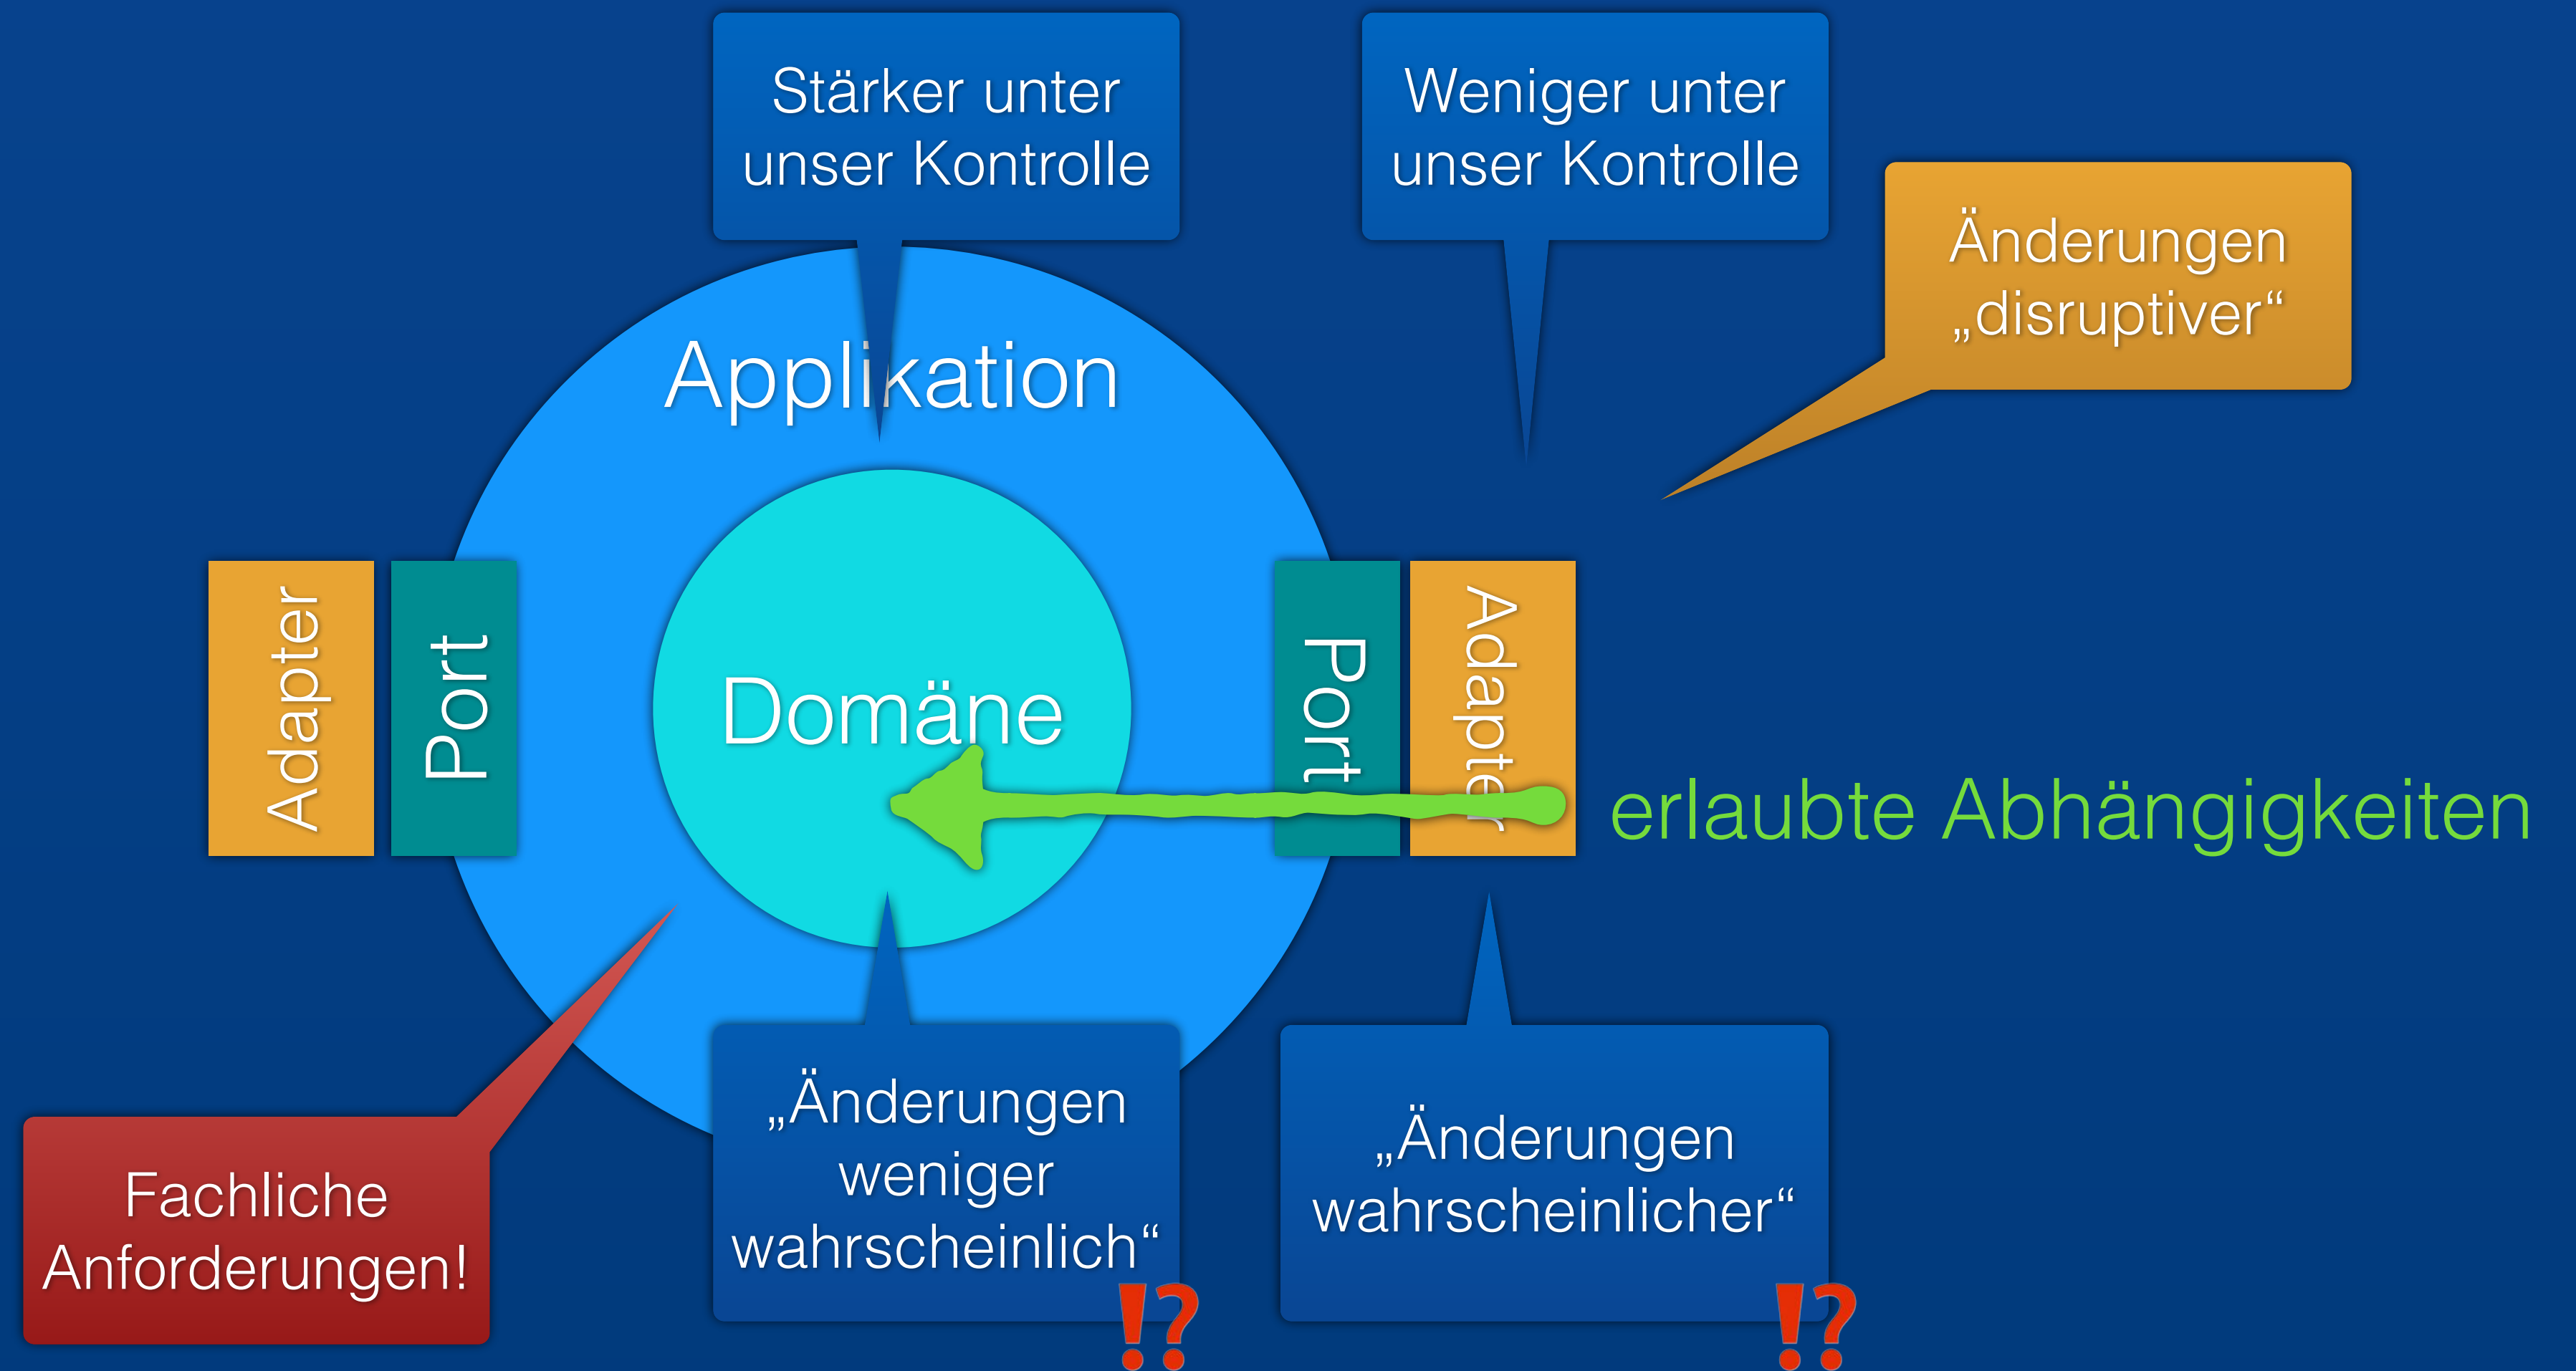 Stärker unter
unser Kontrolle
Weniger unter
unser Kontrolle
Änderungen
„disruptiver“
Applikation
Adapter
Port
Domäne
Port
Adapter
erlaubte Abhängigkeiten
Fachliche
Anforderungen!
„Änderungen
weniger
wahrscheinlich“
!?
„Änderungen
wahrscheinlicher“
!?